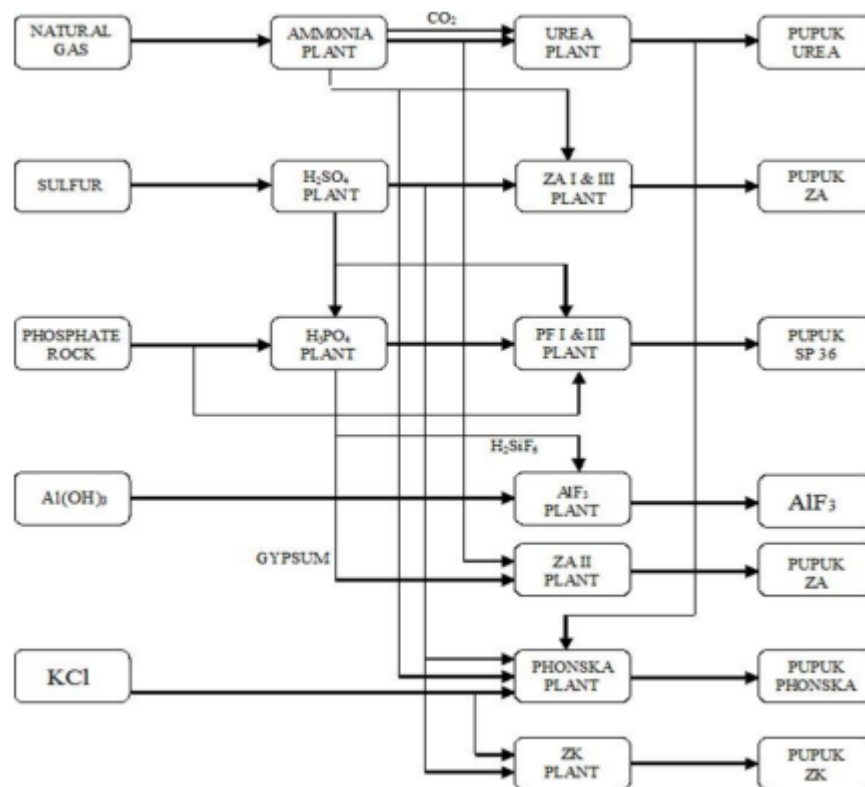 CO₂
NATURAL
GAS
AMMONIA
PLANT
UREA
PLANT
PUPUK
UREA
SULFUR
H₂SO₄
PLANT
ZA I & III
PLANT
PUPUK
ZA
PHOSPHATE
ROCK
H₃PO₄
PLANT
PF I & III
PLANT
PUPUK
SP 36
H₂SiF₆
Al(OH)₃
AlF₃
PLANT
AlF₃
GYPSUM
ZA II
PLANT
PUPUK
ZA
KCl
PHONSKA
PLANT
PUPUK
PHONSKA
ZK
PLANT
PUPUK
ZK